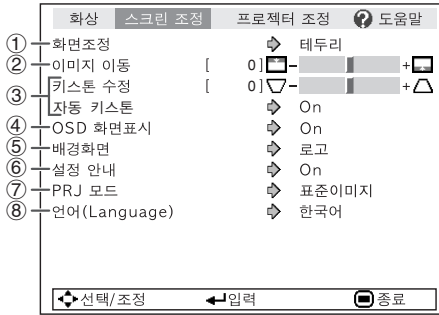 화상 스크린 조정 프로젝터 조정 ? 도움말
① 화면조정 테두리
② 이미지 이동 [ 0] - +
③ 키스톤 수정 [ 0] - +
자동 키스톤 On
④ OSD 화면표시 On
⑤ 배경화면 로고
⑥ 설정 안내 On
⑦ PRJ 모드 표준이미지
⑧ 언어(Language) 한국어
선택/조정 입력 종료